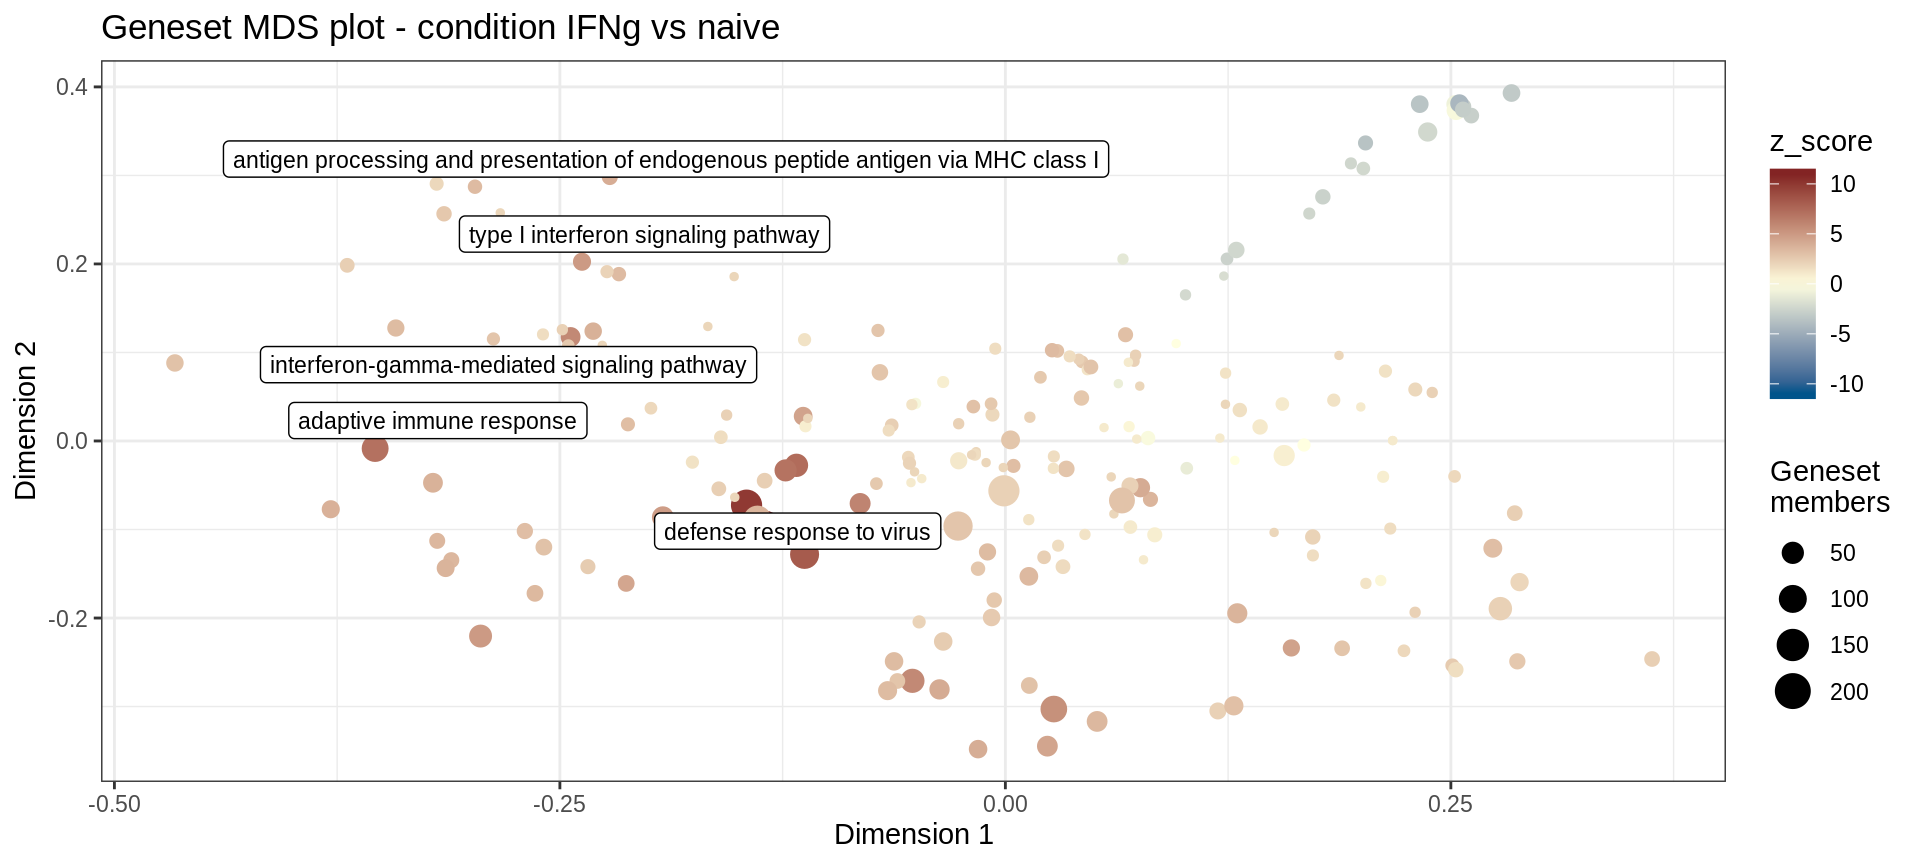 Geneset MDS plot - condition IFNg vs naive
0.4
0.2
0.0
-0.2
Dimension 2
antigen processing and presentation of endogenous peptide antigen via MHC class I
type I interferon signaling pathway
interferon-gamma-mediated signaling pathway
adaptive immune response
defense response to virus
-0.50
-0.25
0.00
0.25
Dimension 1
z_score
10
5
0
-5
-10
Geneset
members
50
100
150
200